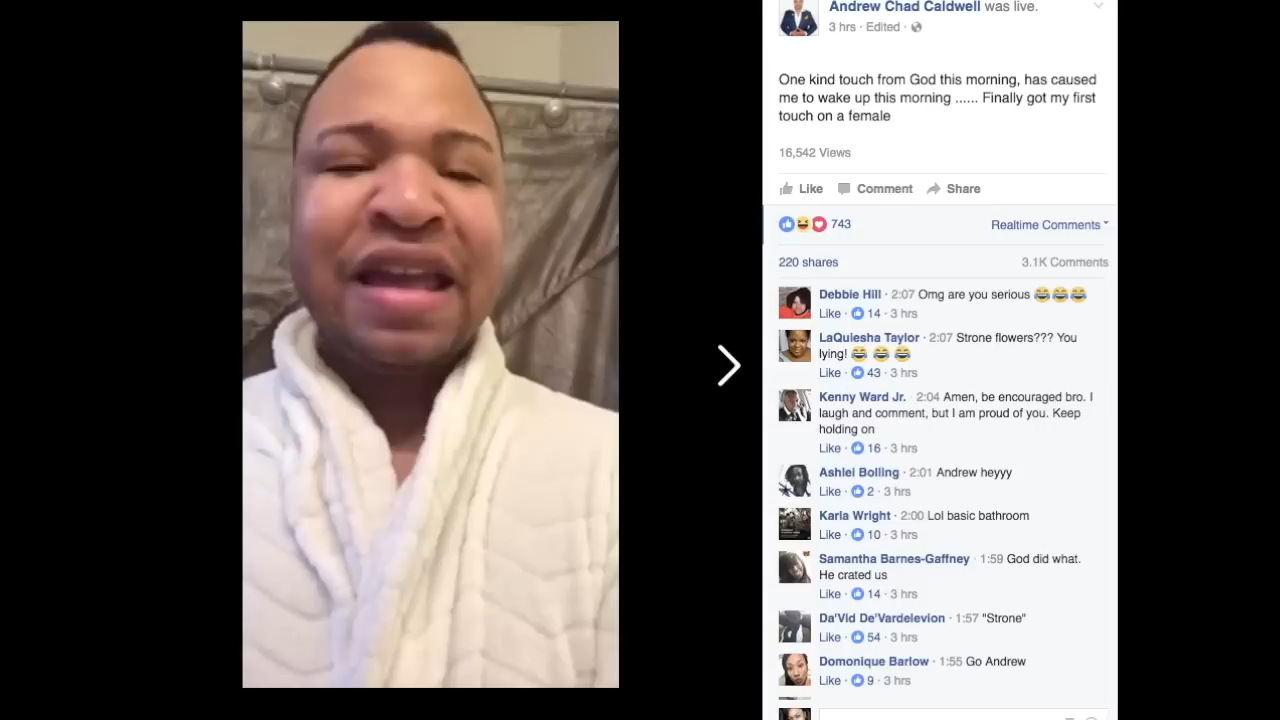 Andrew Chad Caldwell was live.
3 hrs · Edited ·
One kind touch from God this morning, has caused
me to wake up this morning ...... Finally got my first
touch on a female
16,542 Views
Like Comment Share
743 Realtime Comments
220 shares 3.1K Comments
Debbie Hill · 2:07 Omg are you serious 😂😂😂
Like · 14 · 3 hrs
LaQuiesha Taylor · 2:07 Strone flowers??? You
lying! 😂 😂 😂
Like · 43 · 3 hrs
Kenny Ward Jr. · 2:04 Amen, be encouraged bro. I
laugh and comment, but I am proud of you. Keep
holding on
Like · 16 · 3 hrs
Ashlei Bolling · 2:01 Andrew heyyy
Like · 2 · 3 hrs
Karla Wright · 2:00 Lol basic bathroom
Like · 10 · 3 hrs
Samantha Barnes-Gaffney · 1:59 God did what.
He crated us
Like · 14 · 3 hrs
Da'Vid De'Vardelevion · 1:57 "Strone"
Like · 54 · 3 hrs
Domonique Barlow · 1:55 Go Andrew
Like · 9 · 3 hrs